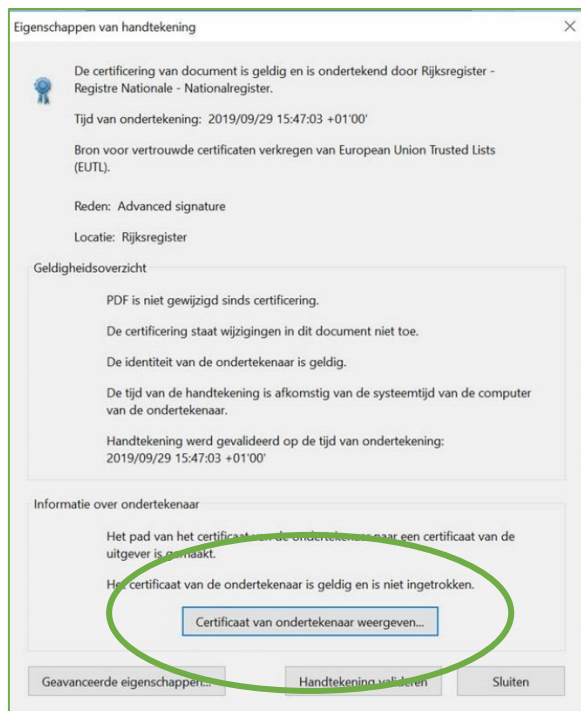 Eigenschappen van handtekening
De certificering van document is geldig en is ondertekend door Rijksregister -
Registre Nationale - Nationalregister.
Tijd van ondertekening: 2019/09/29 15:47:03 +01'00'
Bron voor vertrouwde certificaten verkregen van European Union Trusted Lists
(EUTL).
Reden: Advanced signature
Locatie: Rijksregister
Geldigheidsoverzicht
PDF is niet gewijzigd sinds certificering.
De certificering staat wijzigingen in dit document niet toe.
De identiteit van de ondertekenaar is geldig.
De tijd van de handtekening is afkomstig van de systeemtijd van de computer
van de ondertekenaar.
Handtekening werd gevalideerd op de tijd van ondertekening:
2019/09/29 15:47:03 +01'00'
Informatie over ondertekenaar
Het pad van het certificaat van de ondertekenaar naar een certificaat van de
uitgever is gemaakt.
Het certificaat van de ondertekenaar is geldig en is niet ingetrokken.
Certificaat van ondertekenaar weergeven...
Geavanceerde eigenschappen... Handtekening valideren Sluiten